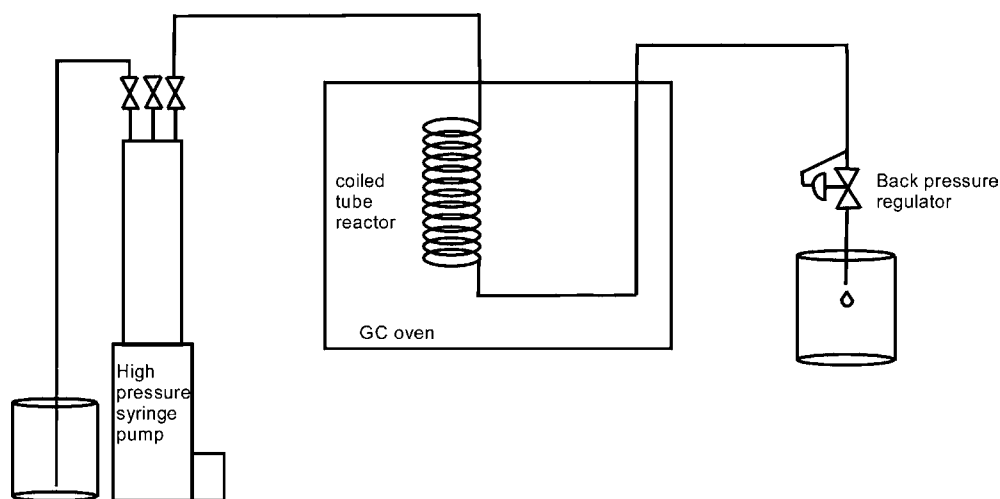 coiled
tube
reactor
Back pressure
regulator
GC oven
High
pressure
syringe
pump